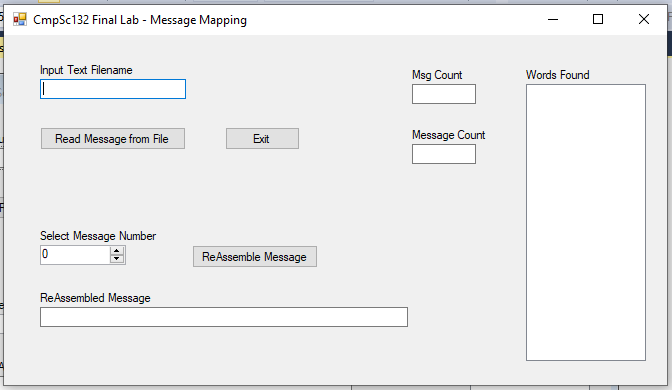 CmpSc132 Final Lab - Message Mapping
Input Text Filename
Msg Count
Words Found
Read Message from File
Exit
Message Count
Select Message Number
0
ReAssemble Message
ReAssembled Message